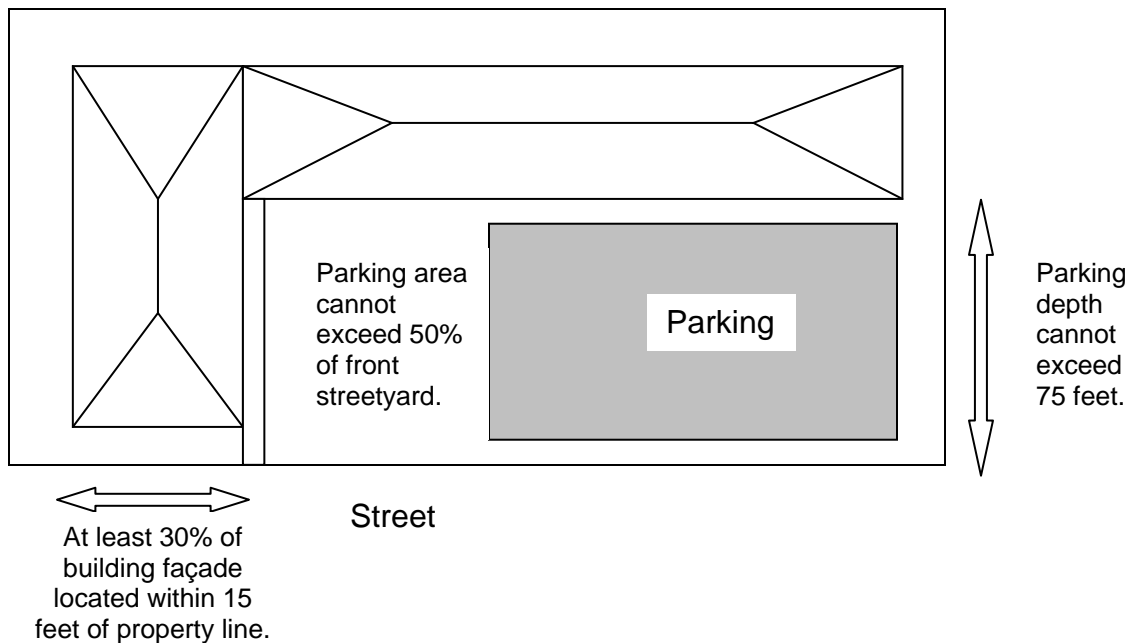 Parking area
cannot
exceed 50%
of front
streetyard.
Parking
Parking
depth
cannot
exceed
75 feet.
Street
At least 30% of
building façade
located within 15
feet of property line.